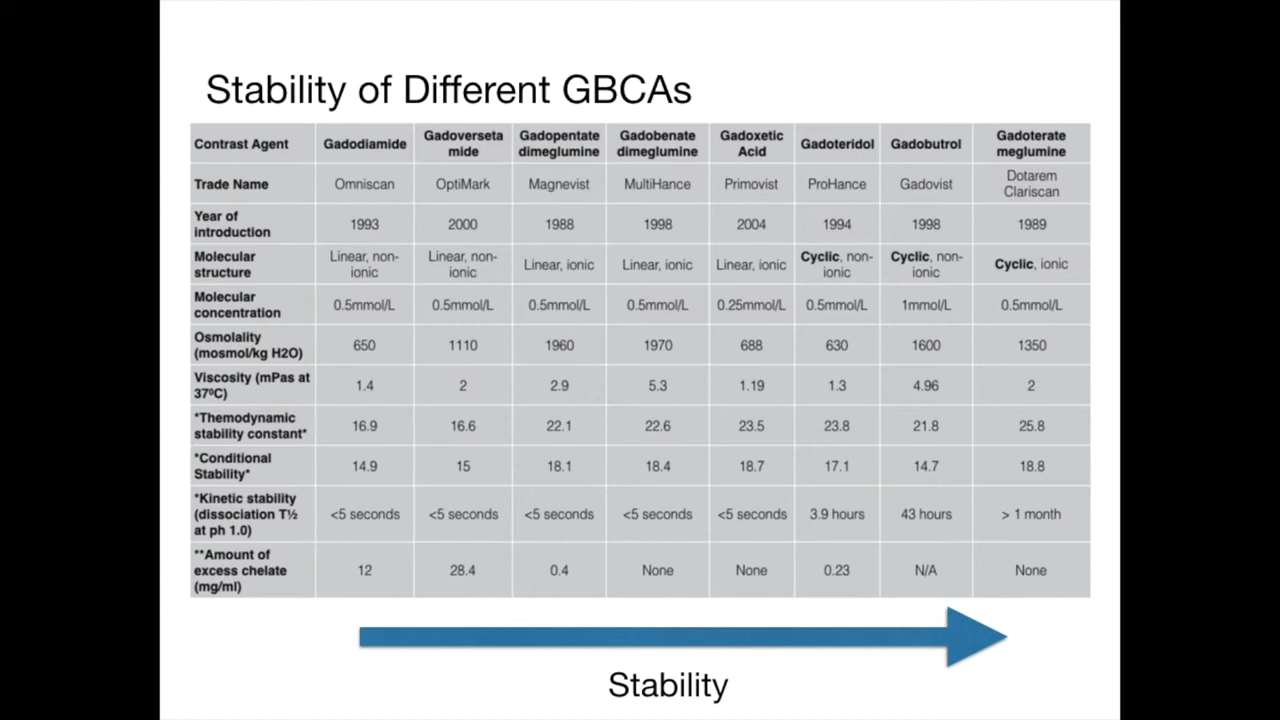 Stability of Different GBCAs
Contrast Agent Gadodiamide Gadoverseta mide Gadopentate dimeglumine Gadobenate dimeglumine Gadoxetic Acid Gadoteridol Gadobutrol Gadoterate meglumine
Trade Name Omniscan OptiMark Magnevist MultiHance Primovist ProHance Gadovist Dotarem Clariscan
Year of introduction 1993 2000 1988 1998 2004 1994 1998 1989
Molecular structure Linear, non-ionic Linear, non-ionic Linear, ionic Linear, ionic Linear, ionic Cyclic, non-ionic Cyclic, non-ionic Cyclic, ionic
Molecular concentration 0.5mmol/L 0.5mmol/L 0.5mmol/L 0.5mmol/L 0.25mmol/L 0.5mmol/L 1mmol/L 0.5mmol/L
Osmolality (mosmol/kg H2O) 650 1110 1960 1970 688 630 1600 1350
Viscosity (mPas at 37ºC) 1.4 2 2.9 5.3 1.19 1.3 4.96 2
*Themodynamic stability constant* 16.9 16.6 22.1 22.6 23.5 23.8 21.8 25.8
*Conditional Stability* 14.9 15 18.1 18.4 18.7 17.1 14.7 18.8
*Kinetic stability (dissociation T½ at ph 1.0) <5 seconds <5 seconds <5 seconds <5 seconds <5 seconds 3.9 hours 43 hours > 1 month
**Amount of excess chelate (mg/ml) 12 28.4 0.4 None None 0.23 N/A None
Stability